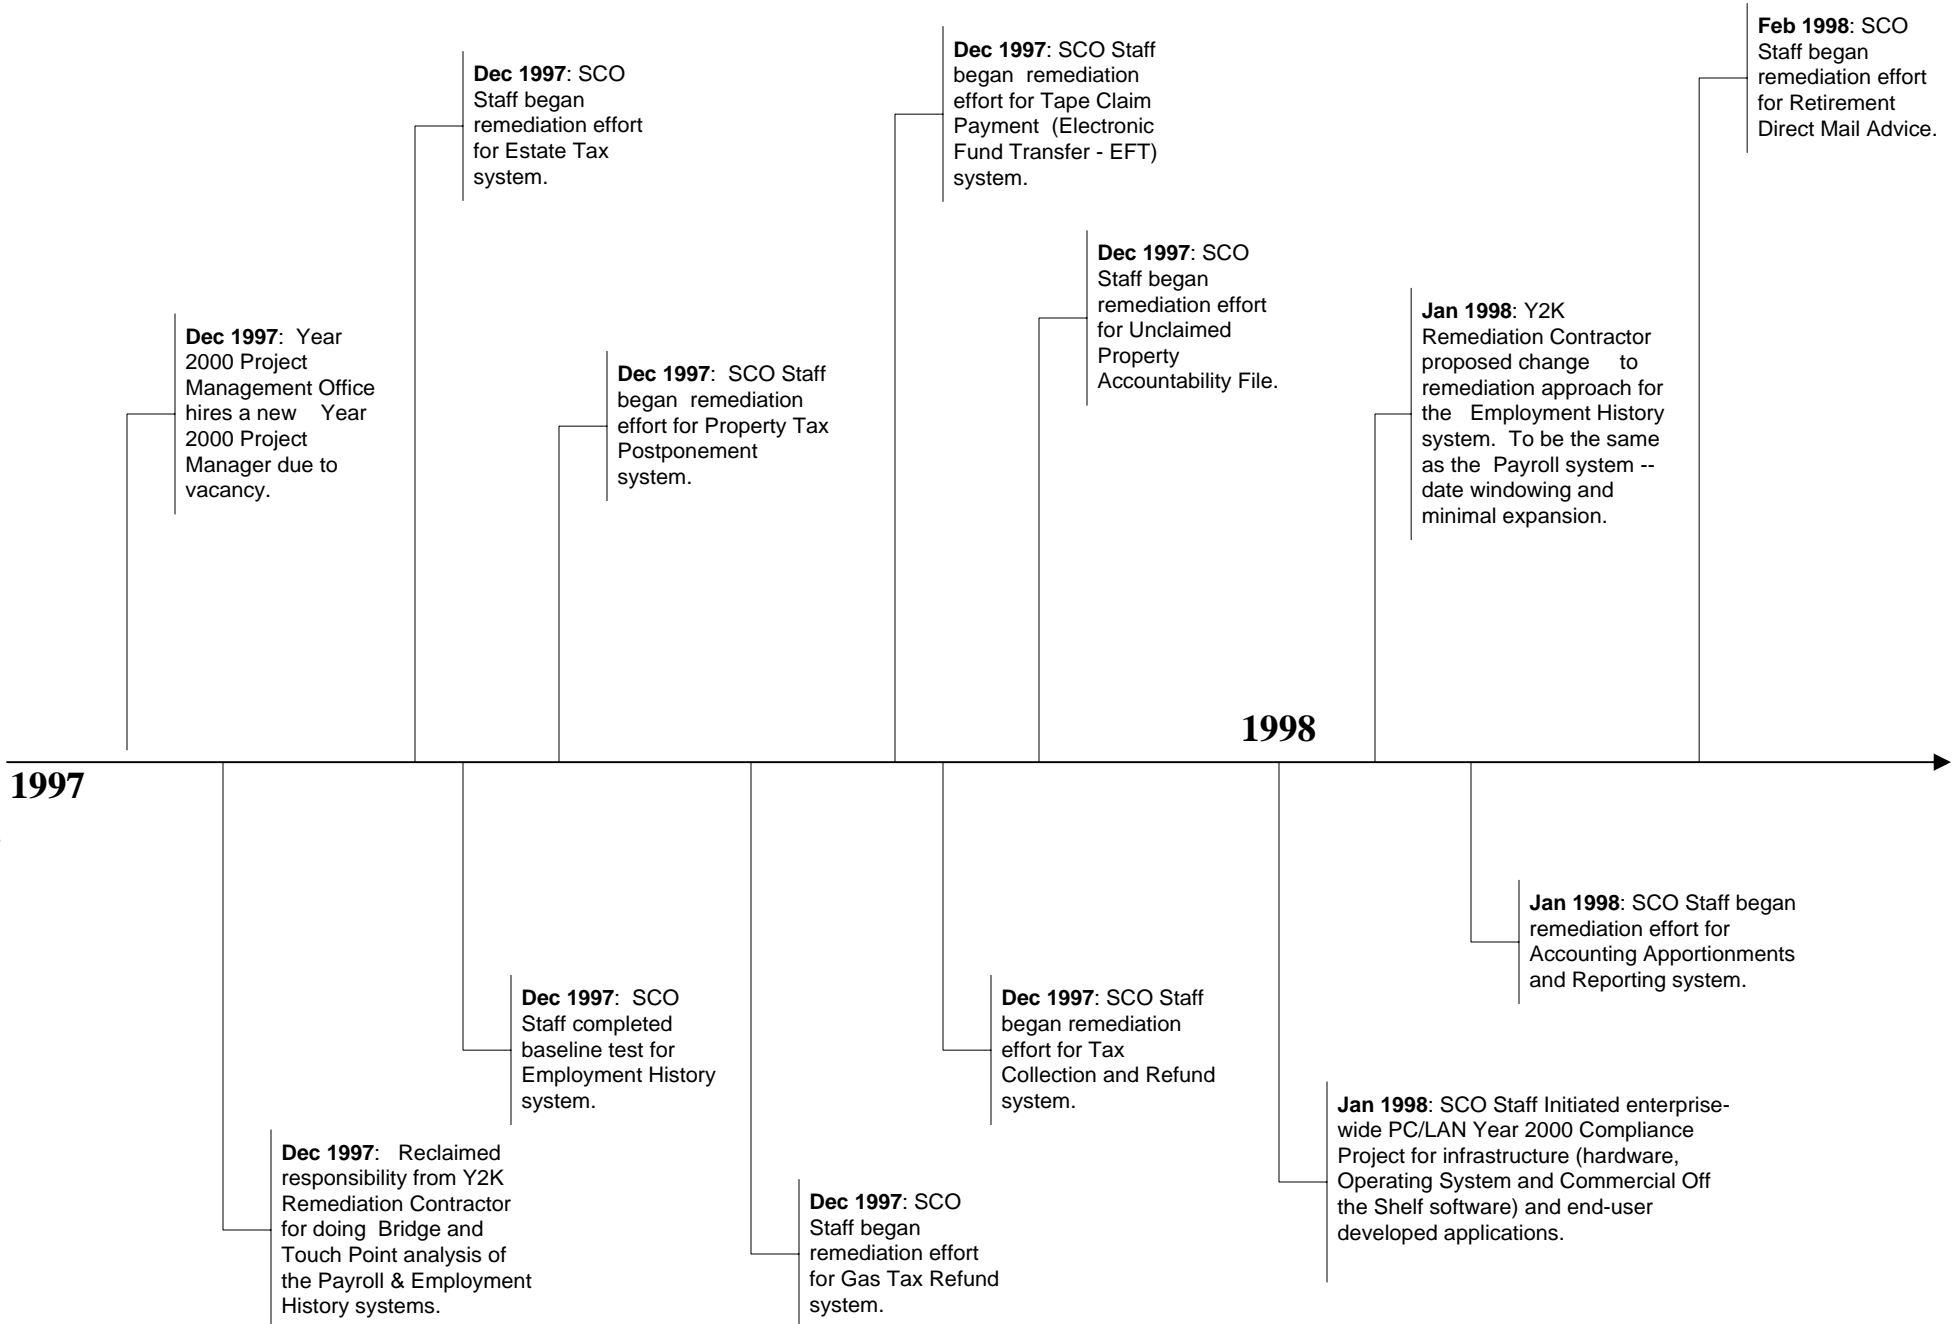 Feb 1998: SCO
Staff began
remediation effort
for Retirement
Direct Mail Advice.
Dec 1997: SCO Staff
began remediation
effort for Tape Claim
Payment (Electronic
Fund Transfer - EFT)
system.
Dec 1997: SCO
Staff began
remediation effort
for Estate Tax
system.
Dec 1997: SCO
Staff began
remediation effort
for Unclaimed
Property
Accountability File.
Jan 1998: Y2K
Remediation Contractor
proposed change to
remediation approach for
the Employment History
system. To be the same
as the Payroll system --
date windowing and
minimal expansion.
Dec 1997: Year
2000 Project
Management Office
hires a new Year
2000 Project
Manager due to
vacancy.
Dec 1997: SCO Staff
began remediation
effort for Property Tax
Postponement
system.
1998
1997
Jan 1998: SCO Staff began
remediation effort for
Accounting Apportionments
and Reporting system.
Dec 1997: SCO
Staff completed
baseline test for
Employment History
system.
Dec 1997: SCO Staff
began remediation
effort for Tax
Collection and Refund
system.
Jan 1998: SCO Staff Initiated enterprise-
wide PC/LAN Year 2000 Compliance
Project for infrastructure (hardware,
Operating System and Commercial Off
the Shelf software) and end-user
developed applications.
Dec 1997: Reclaimed
responsibility from Y2K
Remediation Contractor
for doing Bridge and
Touch Point analysis of
the Payroll & Employment
History systems.
Dec 1997: SCO
Staff began
remediation effort
for Gas Tax Refund
system.